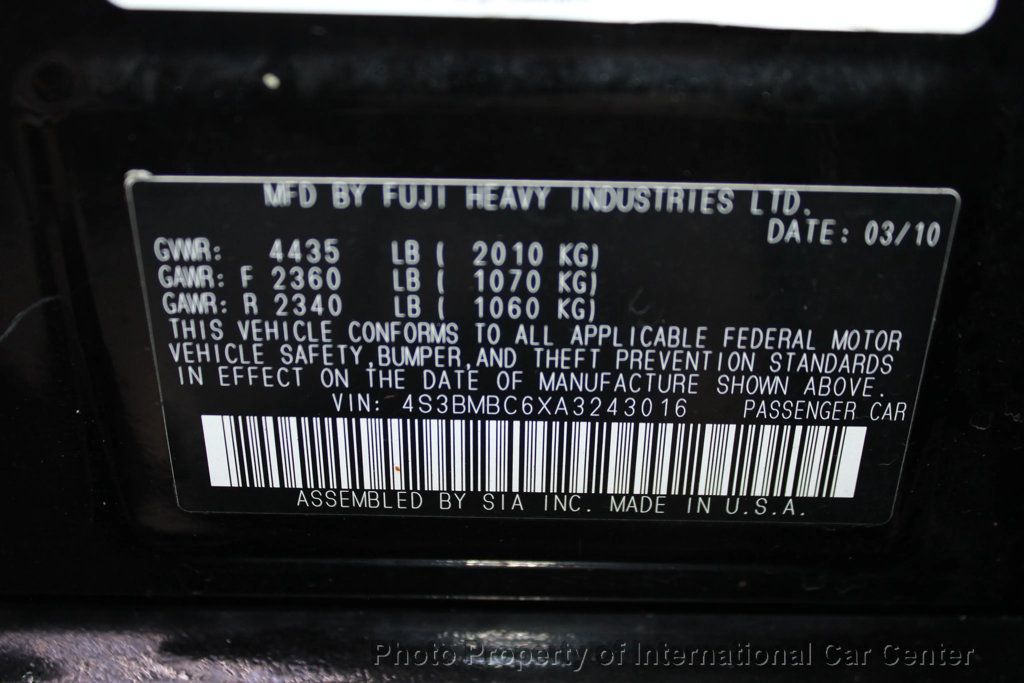 MFD BY FUJI HEAVY INDUSTRIES LTD.
DATE: 03/10
GVWR: 4435 LB ( 2010 KG)
GAWR: F 2360 LB ( 1070 KG)
GAWR: R 2340 LB ( 1060 KG)
THIS VEHICLE CONFORMS TO ALL APPLICABLE FEDERAL MOTOR
VEHICLE SAFETY,BUMPER,AND THEFT PREVENTION STANDARDS
IN EFFECT ON THE DATE OF MANUFACTURE SHOWN ABOVE.
VIN: 4S3BMBC6XA3243016 PASSENGER CAR
ASSEMBLED BY SIA INC. MADE IN U.S.A.
Photo Property of International Car Center